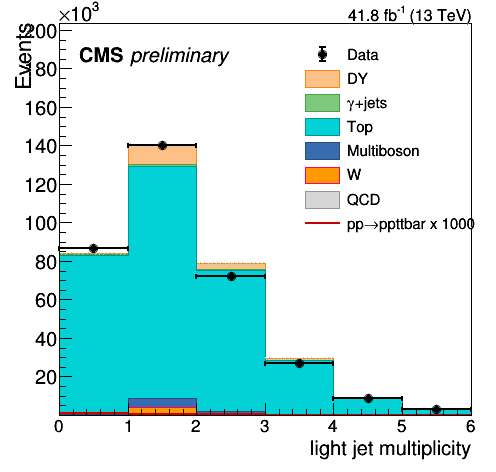 ×10³
41.8 fb⁻¹ (13 TeV)
Events
200
180
160
140
120
100
80
60
40
20
CMS preliminary
Data
DY
γ+jets
Top
Multiboson
W
QCD
pp→ppttbar x 1000
0 1 2 3 4 5 6
light jet multiplicity